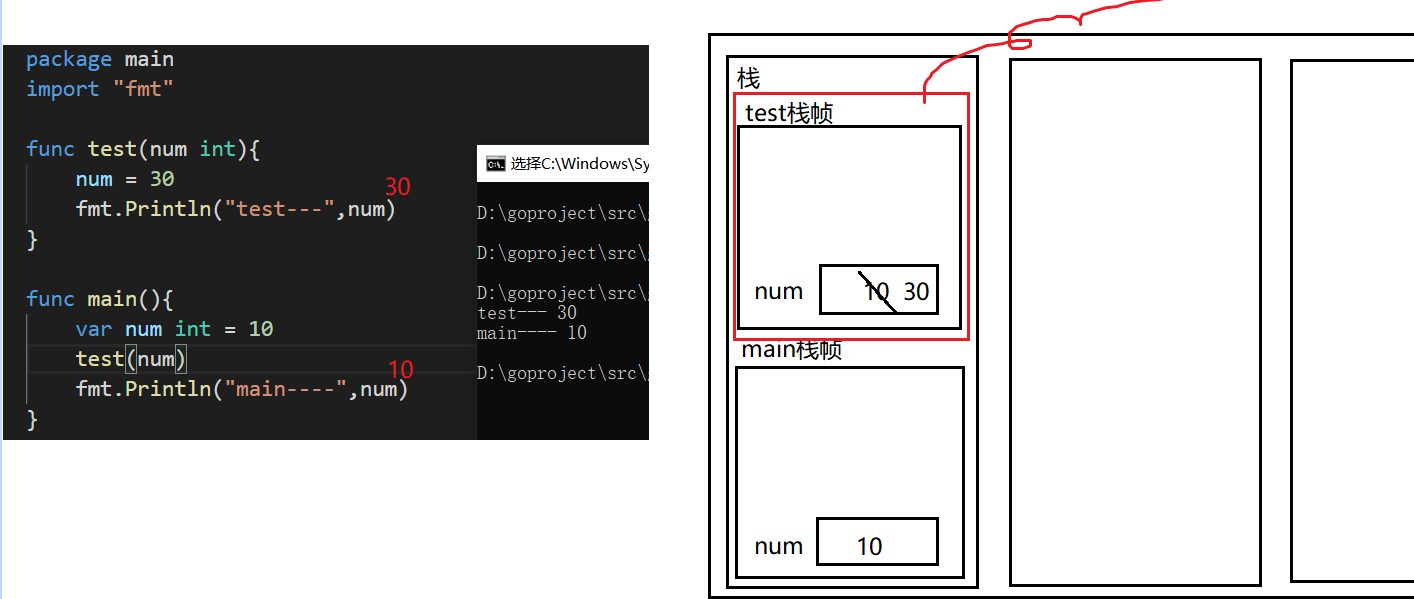 package main
import "fmt"
func test(num int){
num = 30
fmt.Println("test---",num)
30
}
func main(){
var num int = 10
test(num)
fmt.Println("main----",num)
10
}
选择C:\Windows\Sy
D:\goproject\src\
D:\goproject\src\
D:\goproject\src\
test--- 30
main---- 10
D:\goproject\src\
栈
test栈帧
num 10 30
main栈帧
num 10